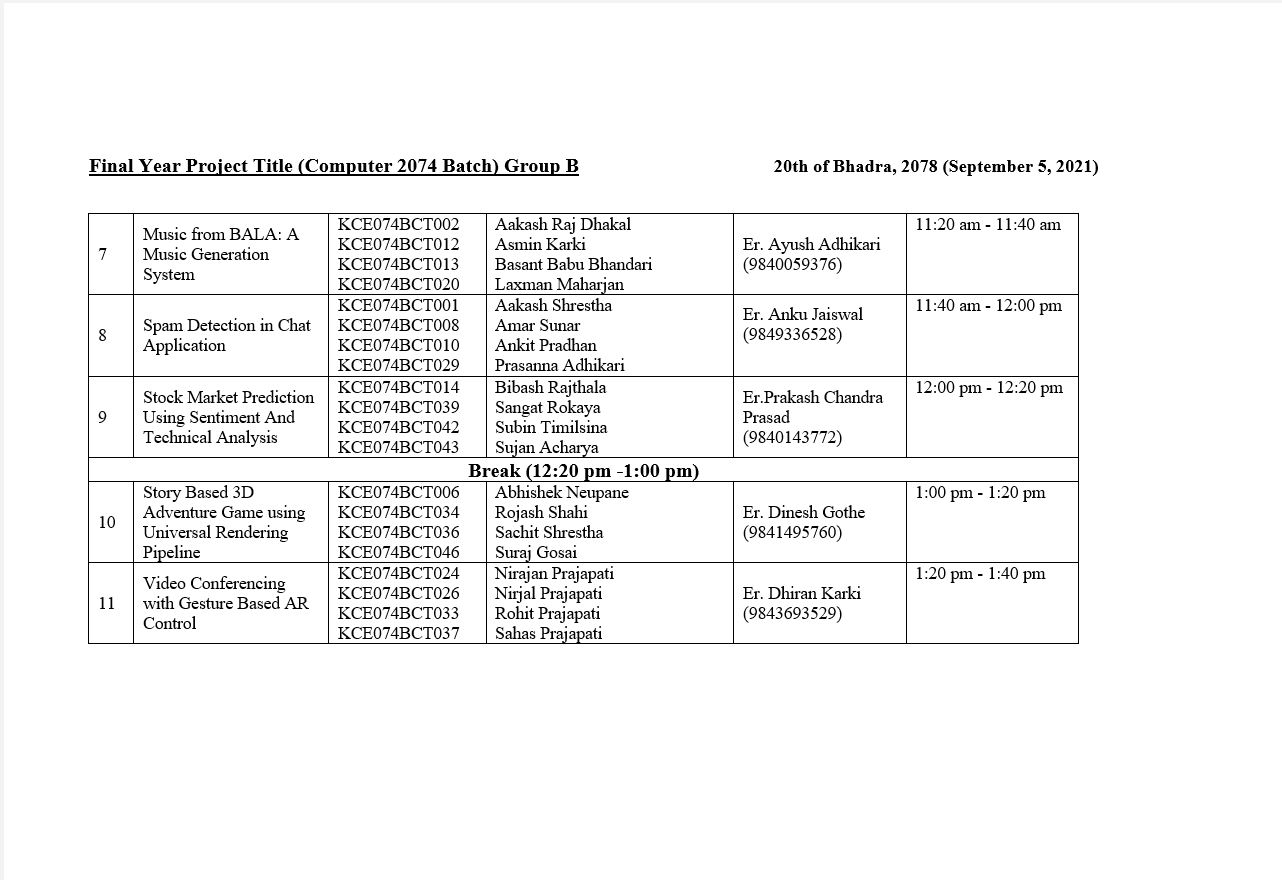 Final Year Project Title (Computer 2074 Batch) Group B 20th of Bhadra, 2078 (September 5, 2021)
7
Music from BALA: A
Music Generation
System
KCE074BCT002
KCE074BCT012
KCE074BCT013
KCE074BCT020
Aakash Raj Dhakal
Asmin Karki
Basant Babu Bhandari
Laxman Maharjan
Er. Ayush Adhikari
(9840059376)
11:20 am - 11:40 am
8
Spam Detection in Chat
Application
KCE074BCT001
KCE074BCT008
KCE074BCT010
KCE074BCT029
Aakash Shrestha
Amar Sunar
Ankit Pradhan
Prasanna Adhikari
Er. Anku Jaiswal
(9849336528)
11:40 am - 12:00 pm
9
Stock Market Prediction
Using Sentiment And
Technical Analysis
KCE074BCT014
KCE074BCT039
KCE074BCT042
KCE074BCT043
Bibash Rajthala
Sangat Rokaya
Subin Timilsina
Sujan Acharya
Er.Prakash Chandra
Prasad
(9840143772)
12:00 pm - 12:20 pm
Break (12:20 pm -1:00 pm)
10
Story Based 3D
Adventure Game using
Universal Rendering
Pipeline
KCE074BCT006
KCE074BCT034
KCE074BCT036
KCE074BCT046
Abhishek Neupane
Rojash Shahi
Sachit Shrestha
Suraj Gosai
Er. Dinesh Gothe
(9841495760)
1:00 pm - 1:20 pm
11
Video Conferencing
with Gesture Based AR
Control
KCE074BCT024
KCE074BCT026
KCE074BCT033
KCE074BCT037
Nirajan Prajapati
Nirjal Prajapati
Rohit Prajapati
Sahas Prajapati
Er. Dhiran Karki
(9843693529)
1:20 pm - 1:40 pm